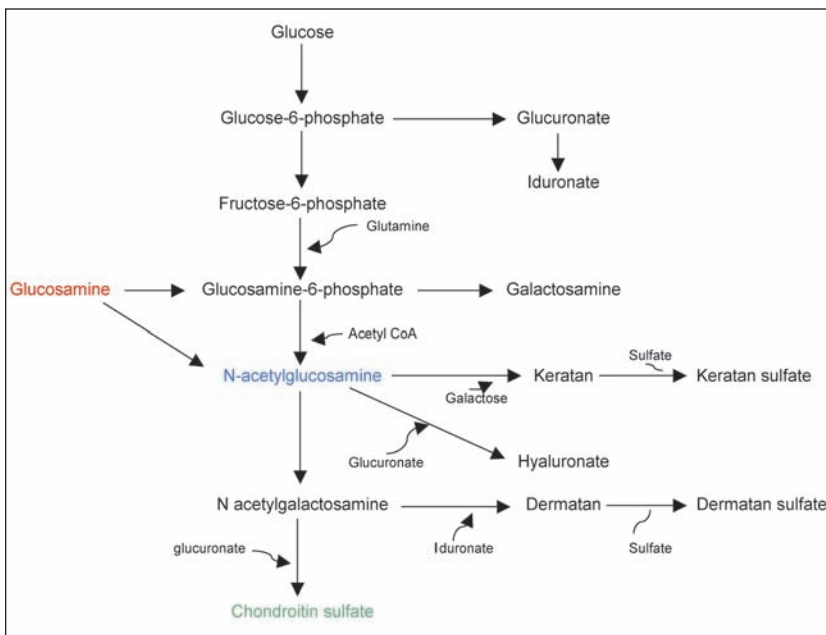 Glucose
Glucose-6-phosphate
Glucuronate
Iduronate
Fructose-6-phosphate
Glutamine
Glucosamine
Glucosamine-6-phosphate
Galactosamine
Acetyl CoA
N-acetylglucosamine
Galactose
Keratan
Sulfate
Keratan sulfate
Glucuronate
Hyaluronate
N acetylgalactosamine
Iduronate
Dermatan
Sulfate
Dermatan sulfate
glucuronate
Chondroitin sulfate